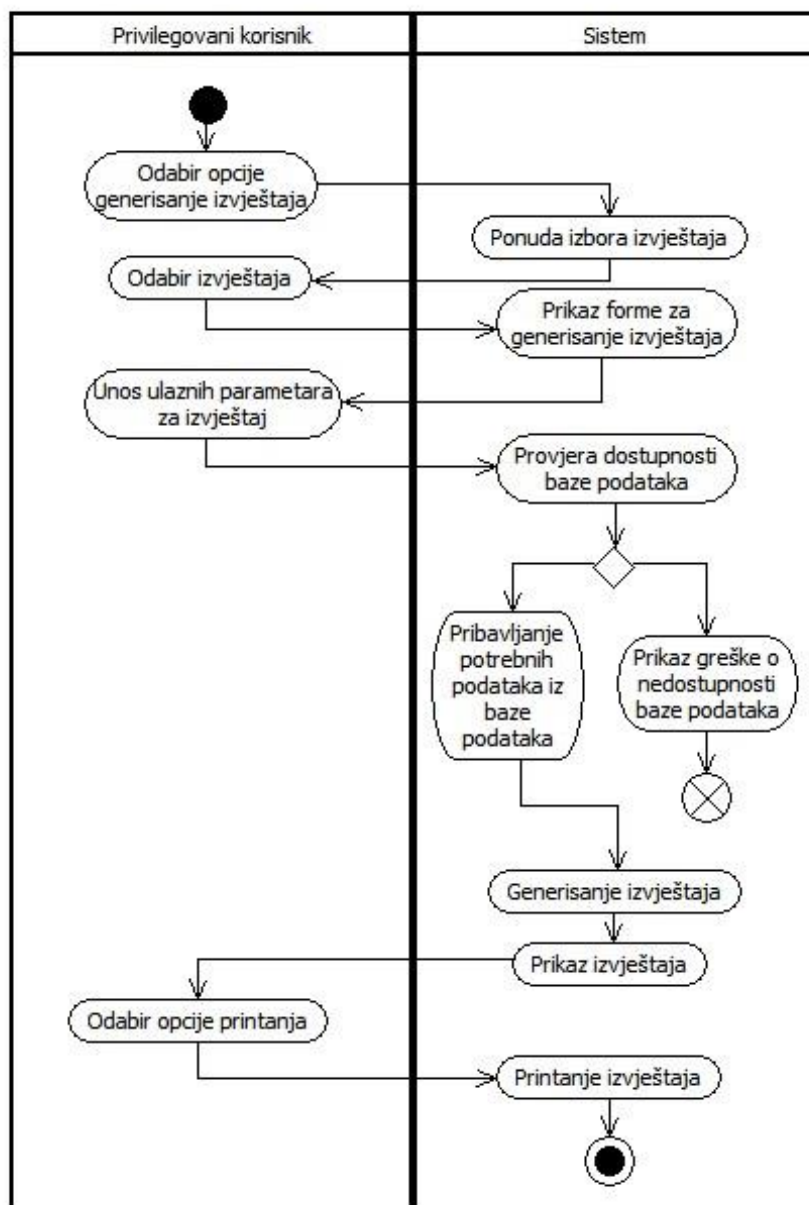 Privilegovani korisnik
Sistem
Odabir opcije
generisanje izvještaja
Ponuda izbora izvještaja
Odabir izvještaja
Prikaz forme za
generisanje izvještaja
Unos ulaznih parametara
za izvještaj
Provjera dostupnosti
baze podataka
Pribavljanje
potrebnih
podataka iz
baze
podataka
Prikaz greške o
nedostupnosti
baze podataka
Generisanje izvještaja
Prikaz izvještaja
Odabir opcije printanja
Printanje izvještaja